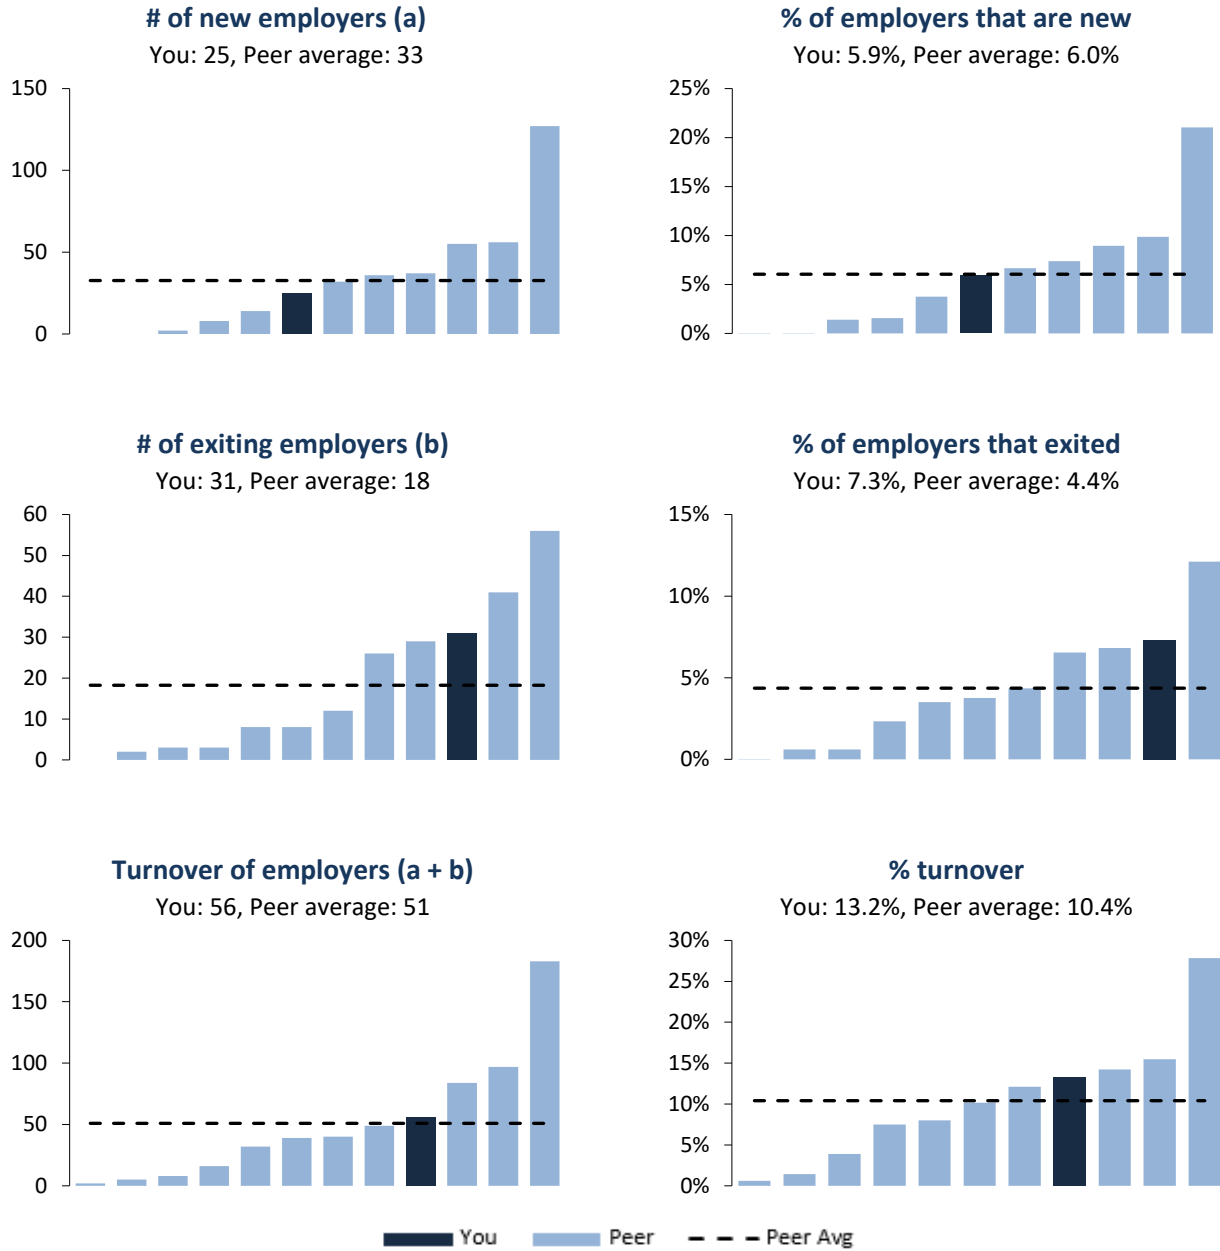 # of new employers (a)
You: 25, Peer average: 33
150
100
50
0
% of employers that are new
You: 5.9%, Peer average: 6.0%
25%
20%
15%
10%
5%
0%
# of exiting employers (b)
You: 31, Peer average: 18
60
50
40
30
20
10
0
% of employers that exited
You: 7.3%, Peer average: 4.4%
15%
10%
5%
0%
Turnover of employers (a + b)
You: 56, Peer average: 51
200
150
100
50
0
% turnover
You: 13.2%, Peer average: 10.4%
30%
25%
20%
15%
10%
5%
0%
You Peer Peer Avg